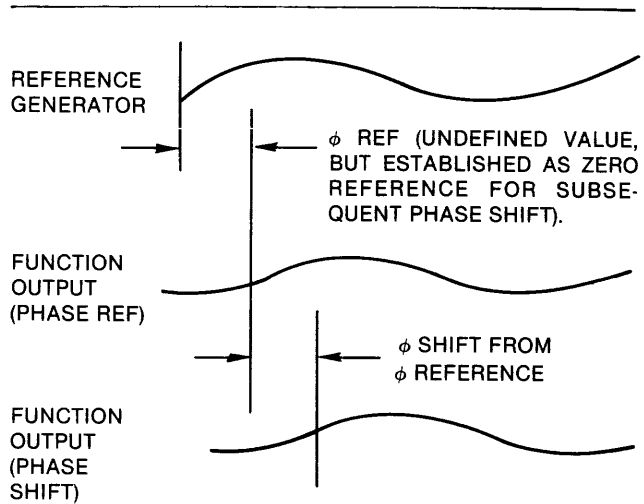 REFERENCE
GENERATOR
φ REF (UNDEFINED VALUE,
BUT ESTABLISHED AS ZERO
REFERENCE FOR SUBSE-
QUENT PHASE SHIFT).
FUNCTION
OUTPUT
(PHASE REF)
φ SHIFT FROM
φ REFERENCE
FUNCTION
OUTPUT
(PHASE
SHIFT)